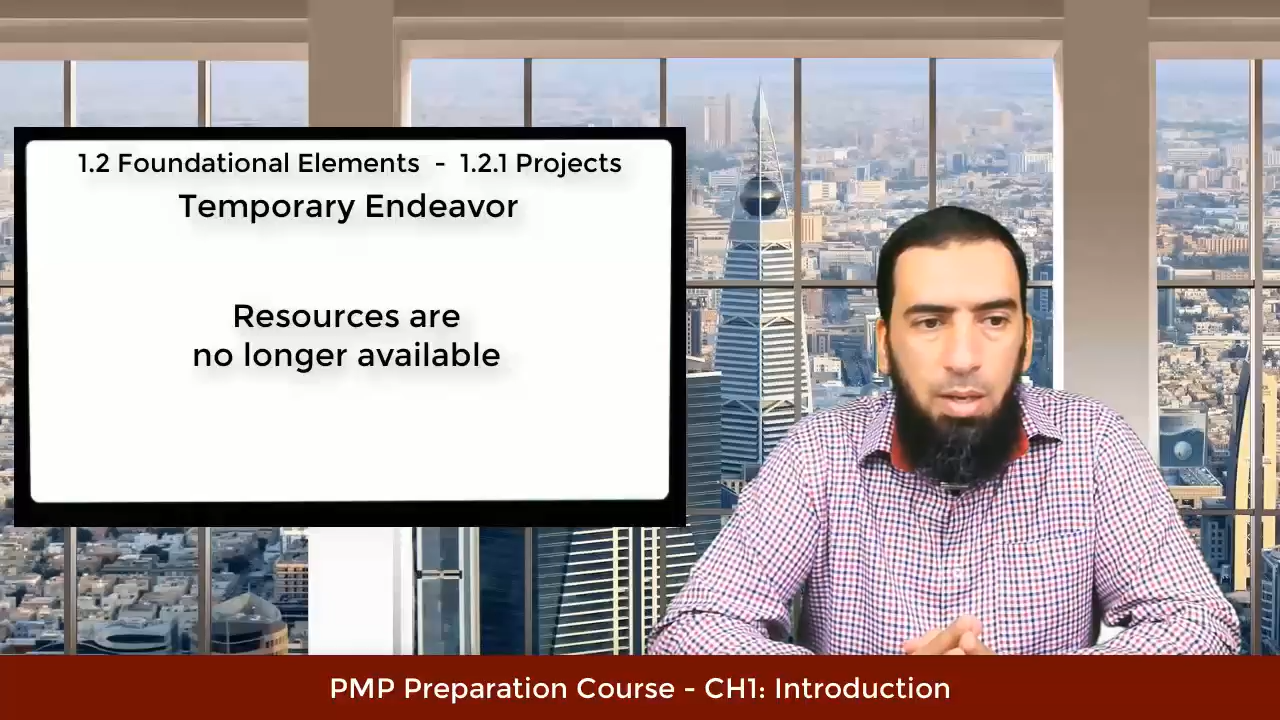 1.2 Foundational Elements - 1.2.1 Projects
Temporary Endeavor
Resources are
no longer available
PMP Preparation Course - CH1: Introduction